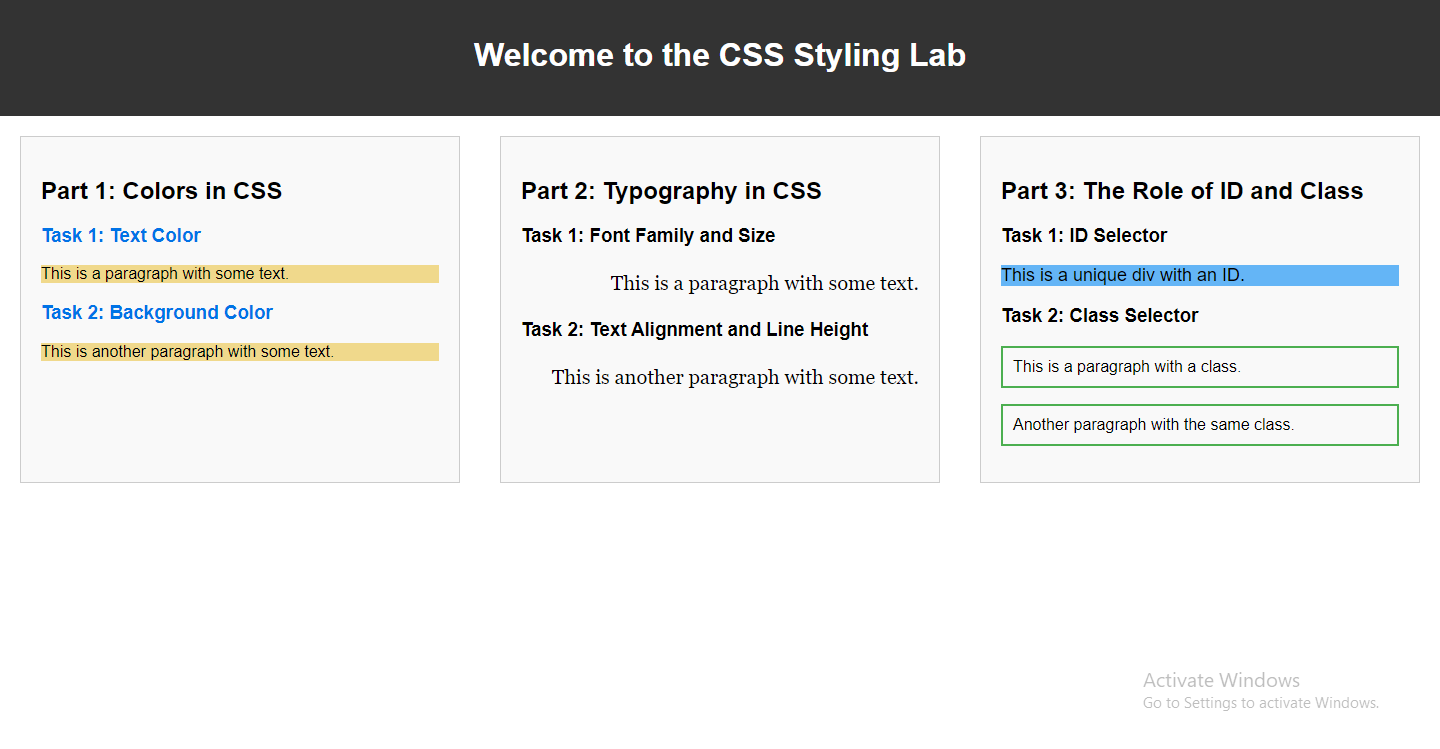 Welcome to the CSS Styling Lab
Part 1: Colors in CSS
Task 1: Text Color
This is a paragraph with some text.
Task 2: Background Color
This is another paragraph with some text.
Part 2: Typography in CSS
Task 1: Font Family and Size
This is a paragraph with some text.
Task 2: Text Alignment and Line Height
This is another paragraph with some text.
Part 3: The Role of ID and Class
Task 1: ID Selector
This is a unique div with an ID.
Task 2: Class Selector
This is a paragraph with a class.
Another paragraph with the same class.
Activate Windows
Go to Settings to activate Windows.